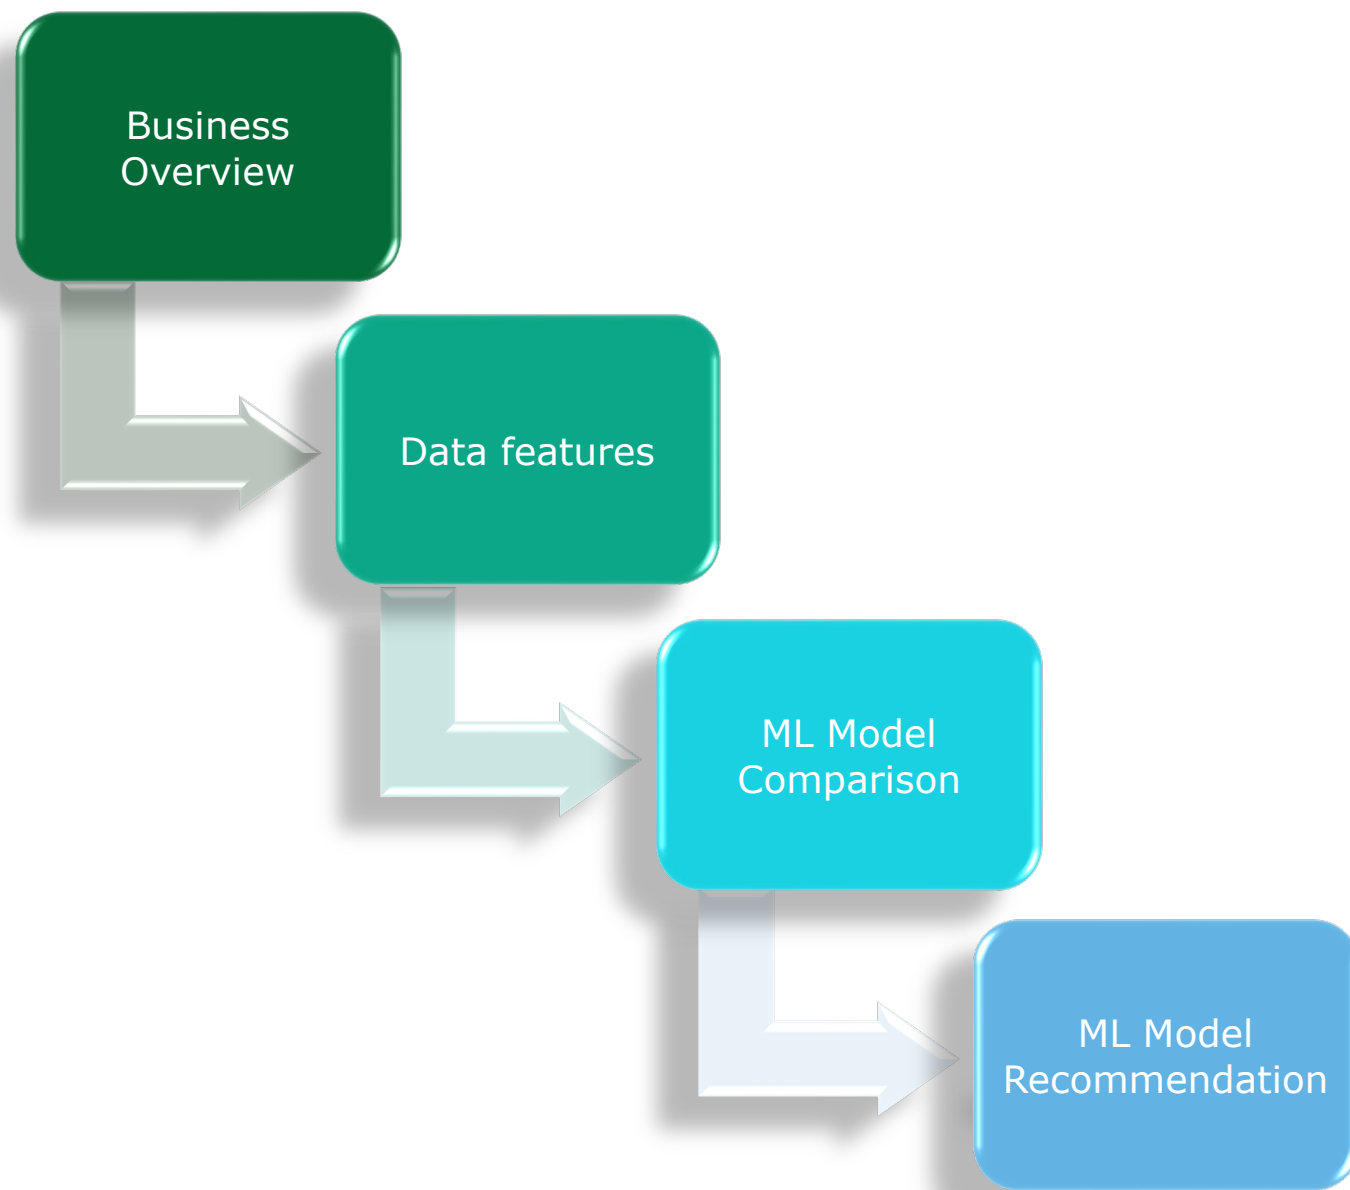 Business
Overview
Data features
ML Model
Comparison
ML Model
Recommendation